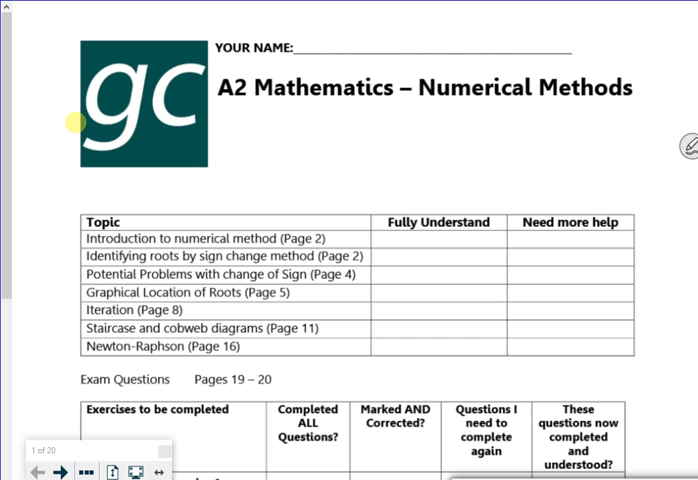 gc
YOUR NAME:
A2 Mathematics – Numerical Methods
Topic Fully Understand Need more help
Introduction to numerical method (Page 2)
Identifying roots by sign change method (Page 2)
Potential Problems with change of Sign (Page 4)
Graphical Location of Roots (Page 5)
Iteration (Page 8)
Staircase and cobweb diagrams (Page 11)
Newton-Raphson (Page 16)
Exam Questions Pages 19 – 20
Exercises to be completed
Completed
ALL
Questions?
Marked AND
Corrected?
Questions I
need to
complete
again
These
questions now
completed
and
understood?
1 of 20